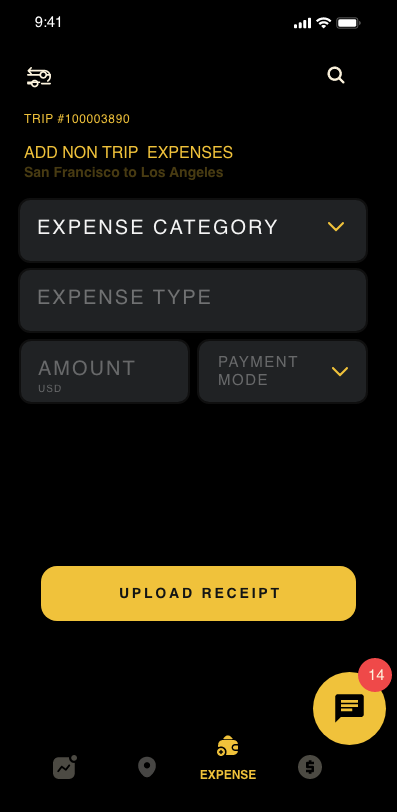 9:41
TRIP #100003890
ADD NON TRIP  EXPENSES
San Francisco to Los Angeles
EXPENSE CATEGORY
EXPENSE TYPE
AMOUNT
USD
PAYMENT
MODE
UPLOAD RECEIPT
14
EXPENSE